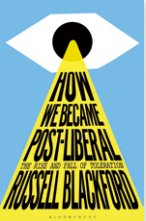 HOW
WE BECAME
POST-LIBERAL
THE RISE AND FALL OF TOLERATION
RUSSELL BLACKFORD
BLOOMSBURY